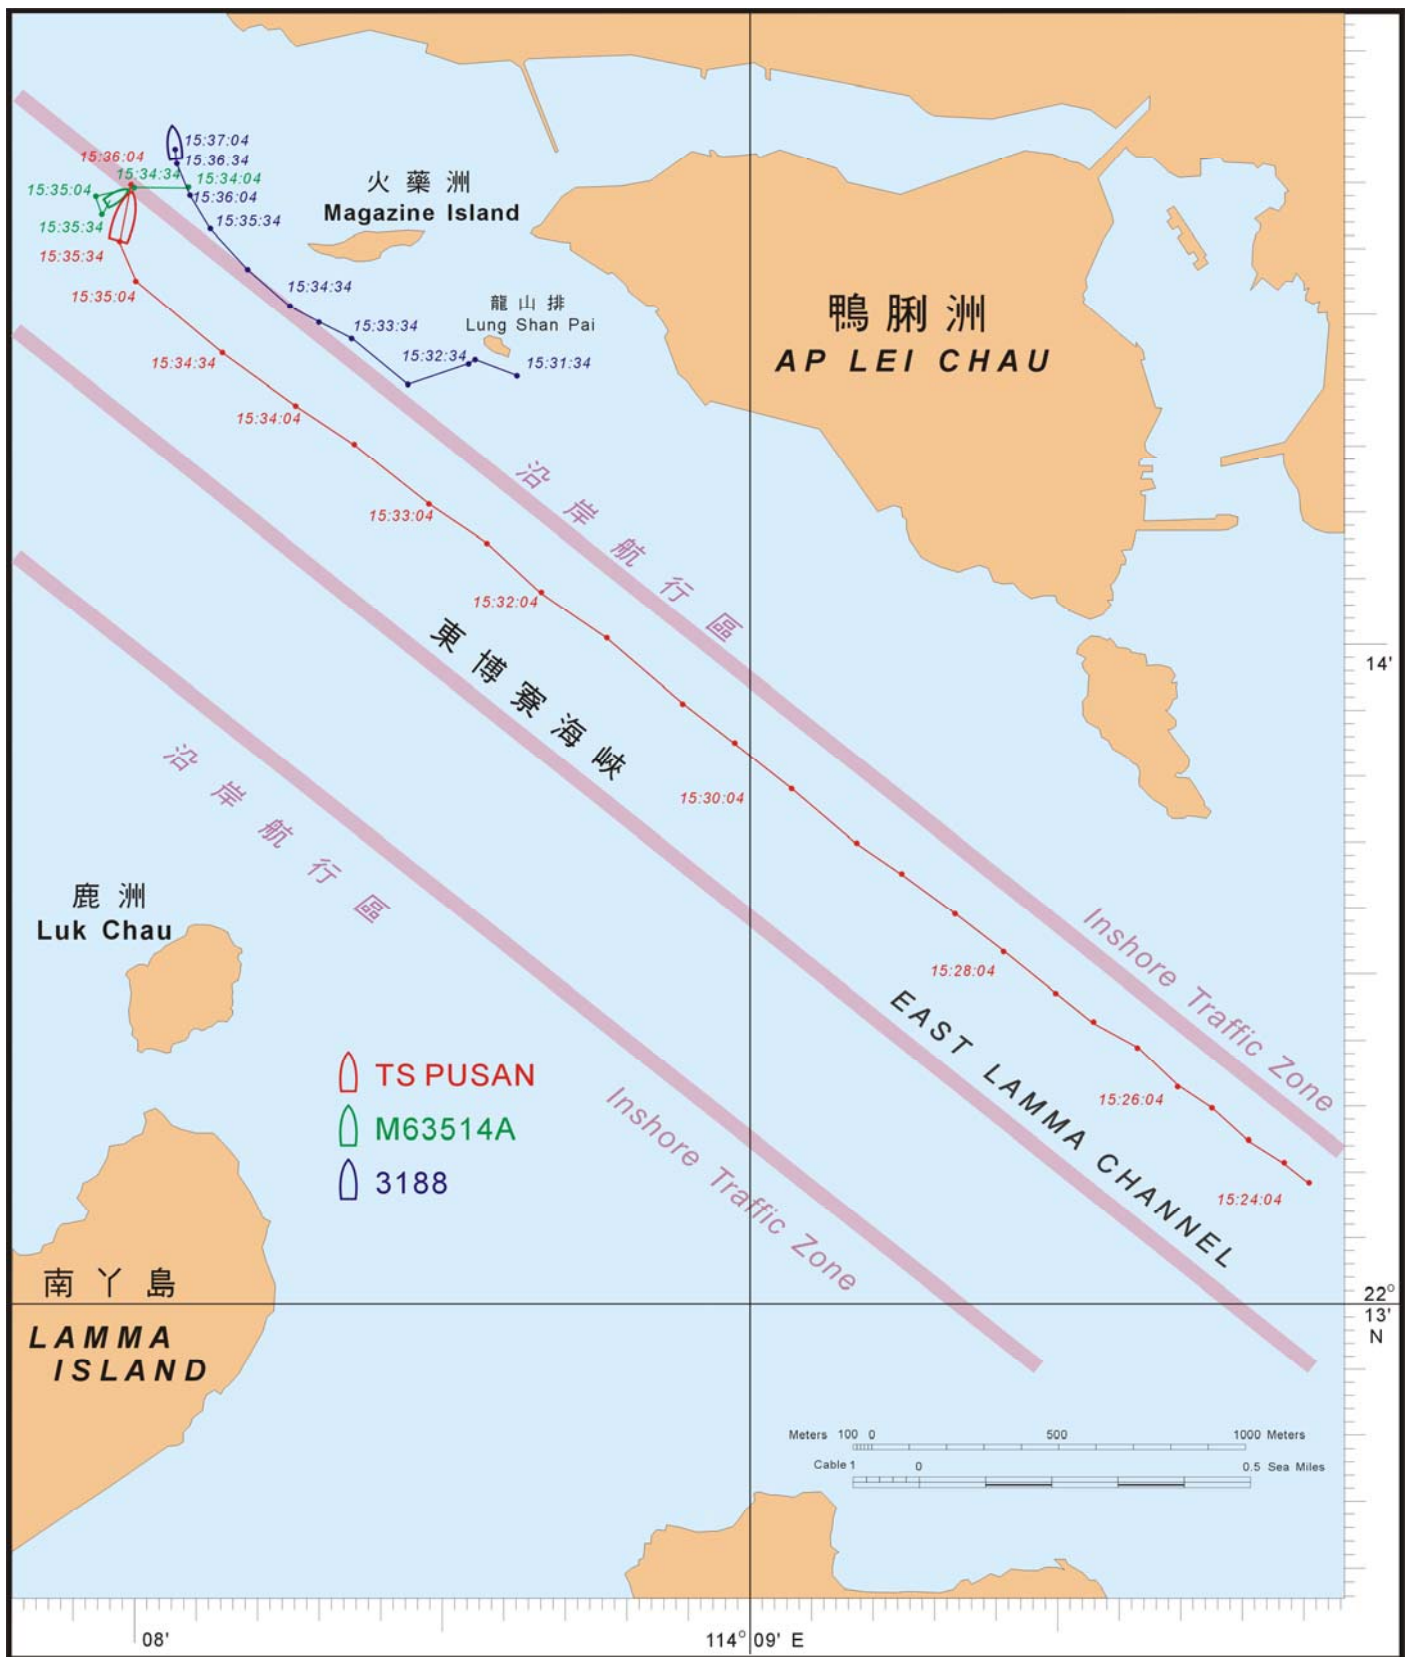 15:37:04
15:36:34
15:36:04
15:34:34
15:34:04
15:35:04
15:36:04
15:35:34
15:35:34
15:35:34
15:35:04
火藥洲
Magazine Island
龍山排
Lung Shan Pai
15:34:34
15:33:34
15:32:34
15:31:34
鴨脷洲
AP LEI CHAU
15:34:34
15:34:04
15:33:04
15:32:04
沿岸航行區
東博寮海峽
14'
15:30:04
沿岸航行區
鹿洲
Luk Chau
15:28:04
Inshore Traffic Zone
EAST LAMMA CHANNEL
15:26:04
TS PUSAN
M63514A
3188
Inshore Traffic Zone
15:24:04
南丫島
LAMMA
ISLAND
22°
13'
N
Meters 100 0 500 1000 Meters
Cable 1 0 0.5 Sea Miles
08'
114° 09' E